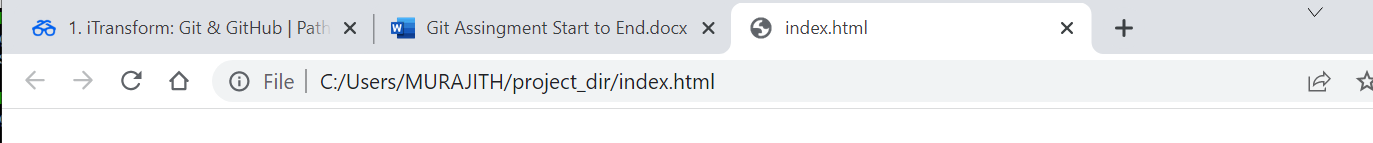 1. iTransform: Git & GitHub | Path
W Git Assingment Start to End.docx
index.html
File C:/Users/MURAJITH/project_dir/index.html